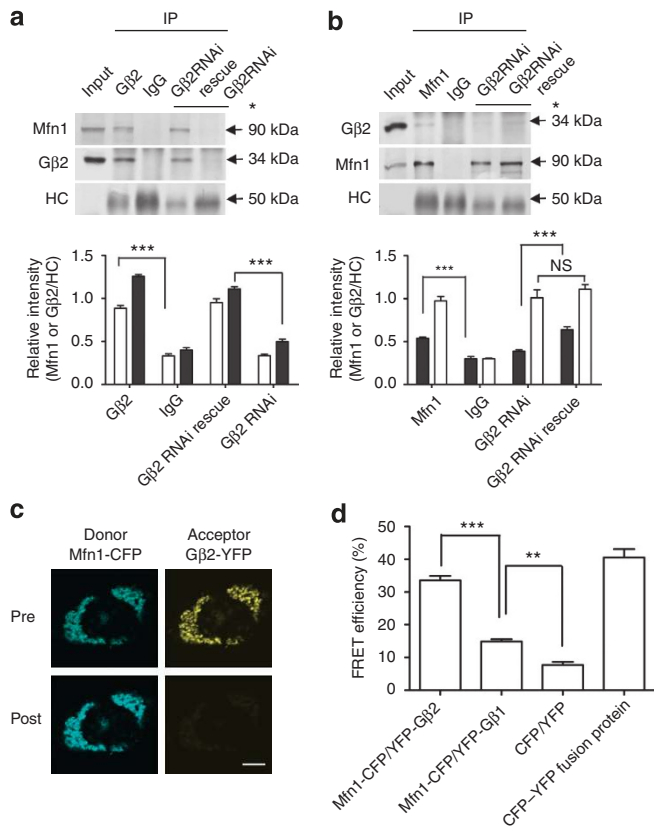 a
IP
Input
Gβ2
IgG
Gβ2RNAi
rescue
Gβ2RNAi
*
Mfn1
90 kDa
Gβ2
34 kDa
HC
50 kDa
Relative intensity
(Mfn1 or Gβ2/HC)
1.5
1.0
0.5
0.0
***
***
Gβ2
IgG
Gβ2 RNAi rescue
Gβ2 RNAi
b
IP
Input
Mfn1
IgG
Gβ2RNAi
Gβ2RNAi
rescue
*
Gβ2
34 kDa
Mfn1
90 kDa
HC
50 kDa
Relative intensity
(Mfn1 or Gβ2/HC)
1.5
1.0
0.5
0.0
***
***
NS
Mfn1
IgG
Gβ2 RNAi
Gβ2 RNAi rescue
c
Donor
Mfn1-CFP
Acceptor
Gβ2-YFP
Pre
Post
d
FRET efficiency (%)
50
40
30
20
10
0
***
**
Mfn1-CFP/YFP-Gβ2
Mfn1-CFP/YFP-Gβ1
CFP/YFP
CFP–YFP fusion protein